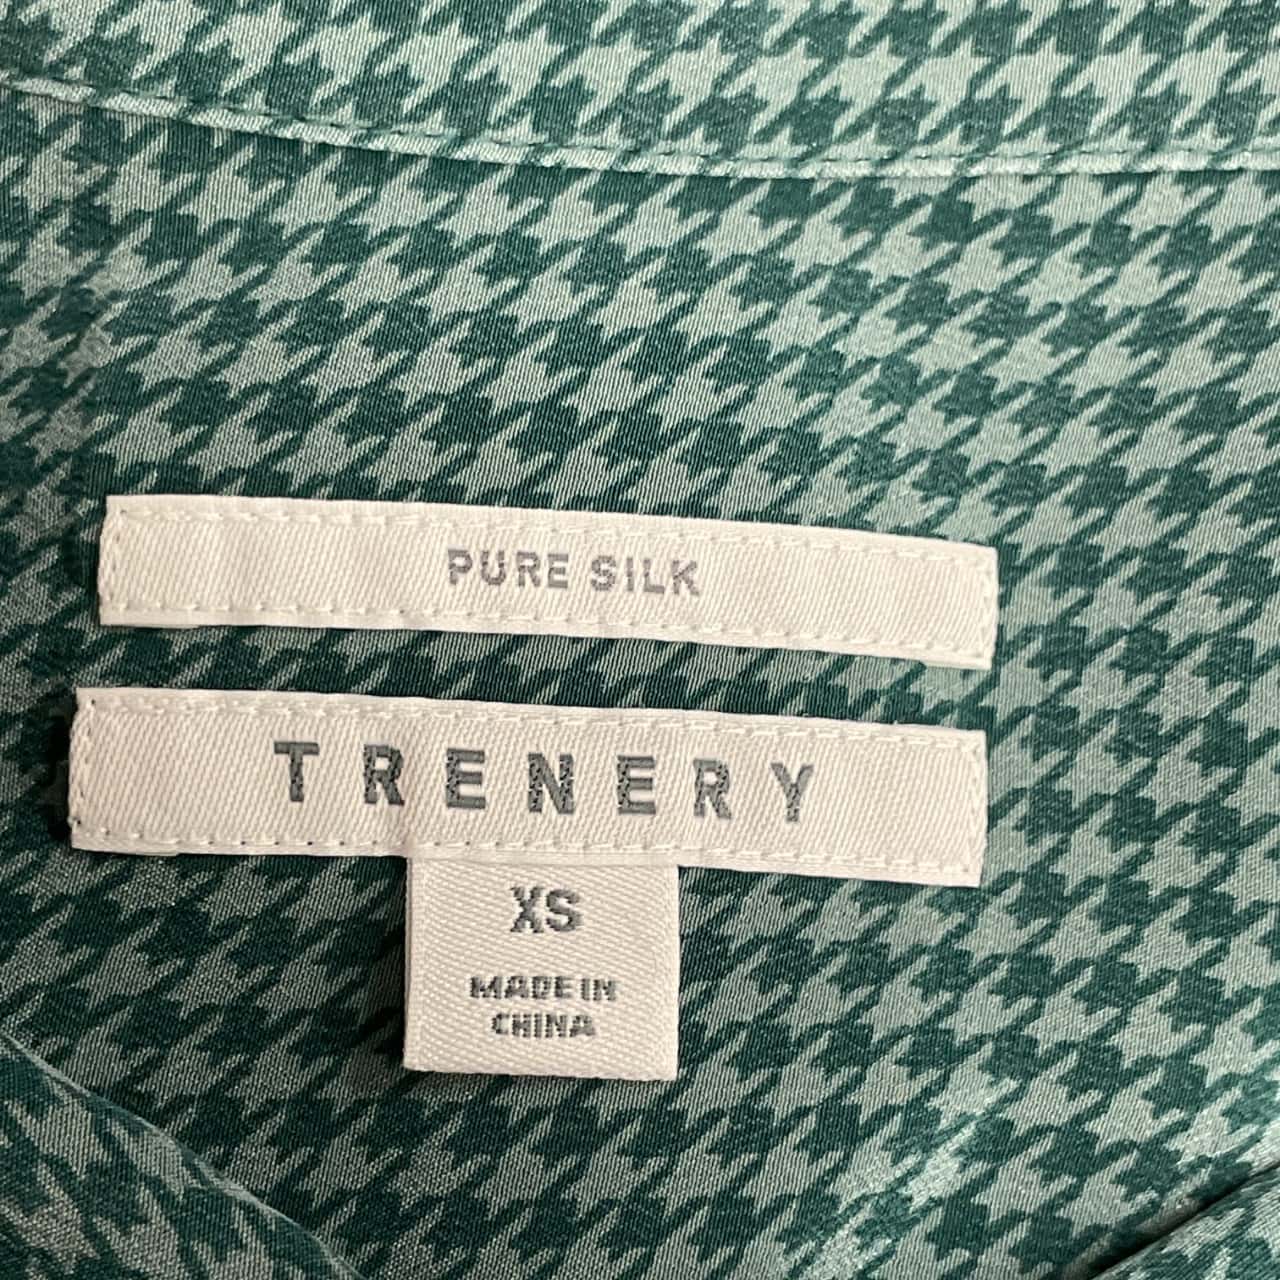 PURE SILK
TRENERY
XS
MADE IN
CHINA